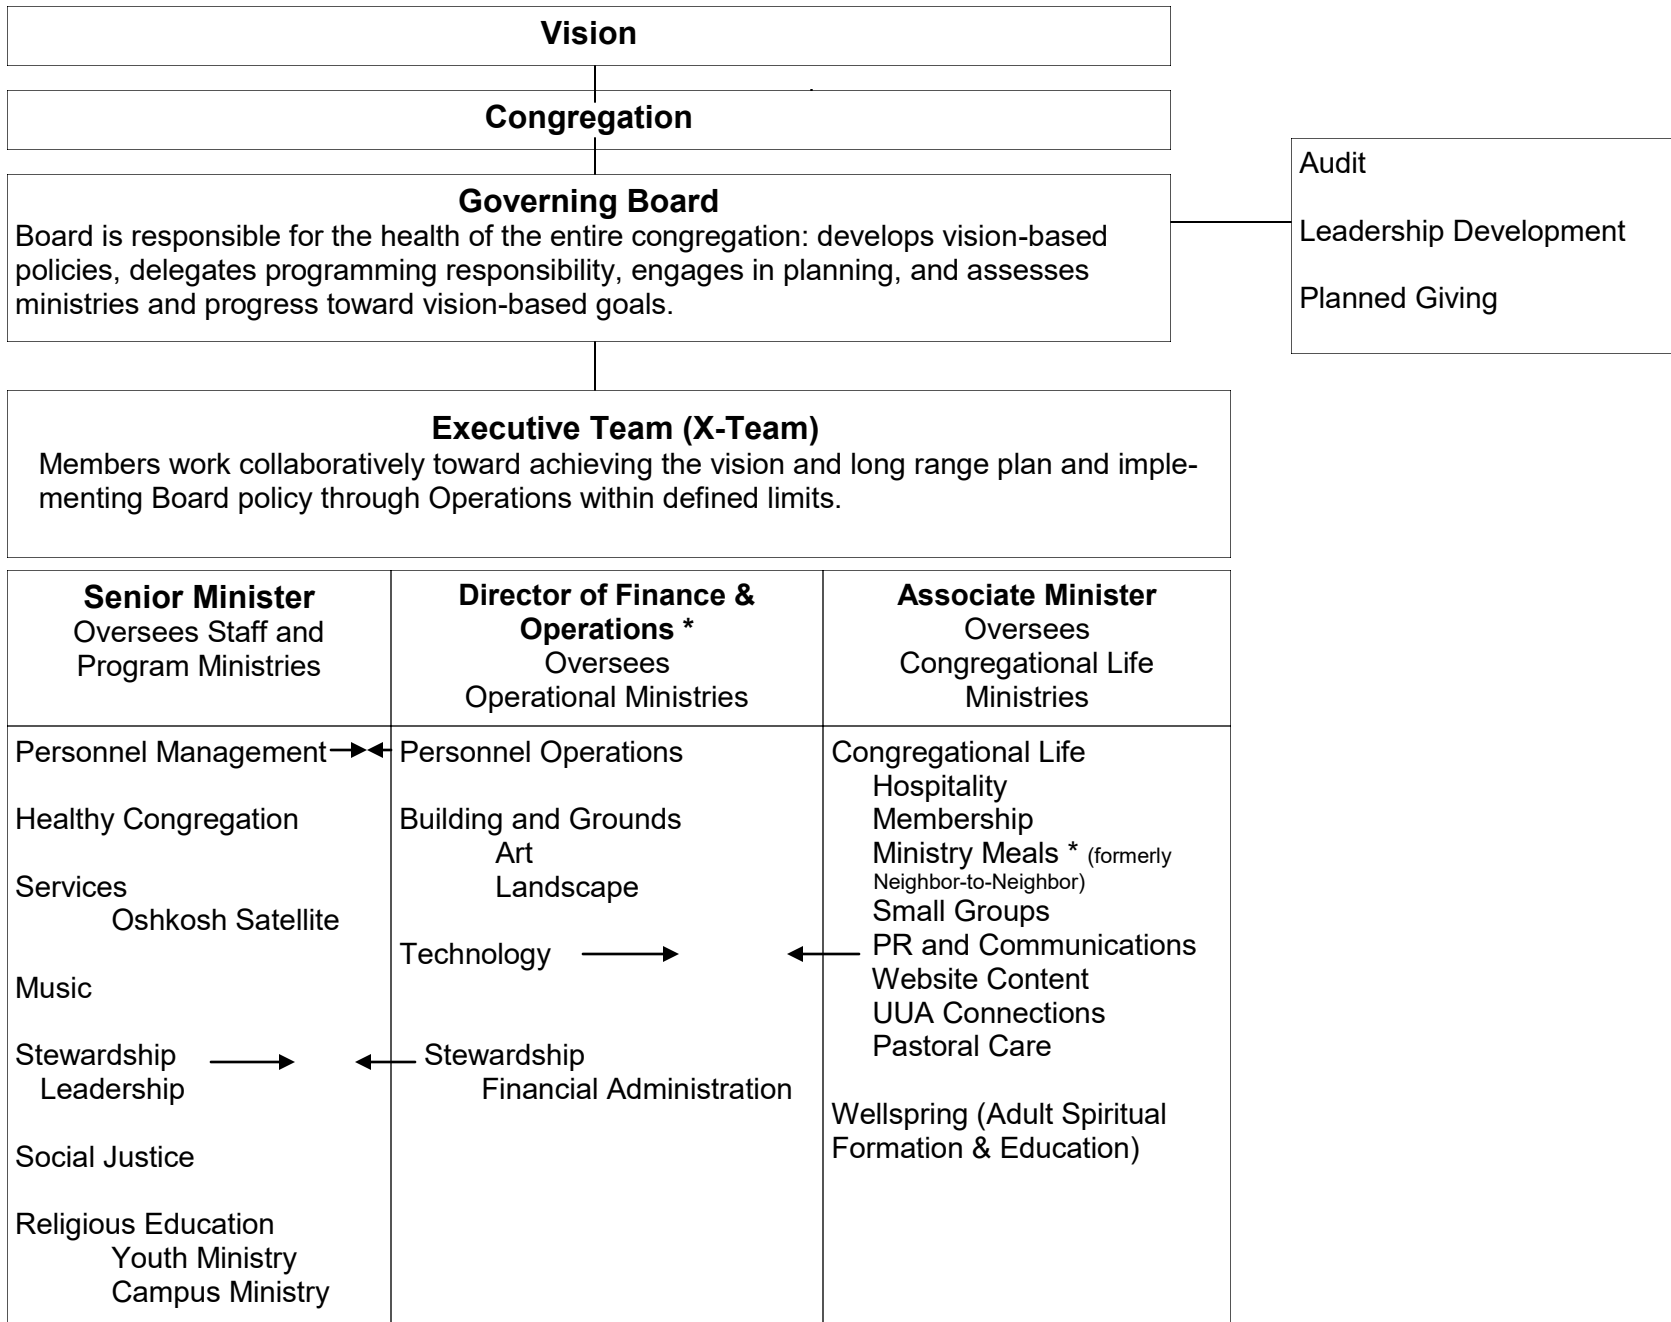 Vision
Congregation
Governing Board
Board is responsible for the health of the entire congregation: develops vision-based
policies, delegates programming responsibility, engages in planning, and assesses
ministries and progress toward vision-based goals.
Audit
Leadership Development
Planned Giving
Executive Team (X-Team)
Members work collaboratively toward achieving the vision and long range plan and imple-
menting Board policy through Operations within defined limits.
Senior Minister
Oversees Staff and
Program Ministries
Director of Finance &
Operations *
Oversees
Operational Ministries
Associate Minister
Oversees
Congregational Life
Ministries
Personnel Management
Healthy Congregation
Services
Oshkosh Satellite
Music
Stewardship
Leadership
Social Justice
Religious Education
Youth Ministry
Campus Ministry
Personnel Operations
Building and Grounds
Art
Landscape
Technology
Stewardship
Financial Administration
Congregational Life
Hospitality
Membership
Ministry Meals * (formerly
Neighbor-to-Neighbor)
Small Groups
PR and Communications
Website Content
UUA Connections
Pastoral Care
Wellspring (Adult Spiritual
Formation & Education)